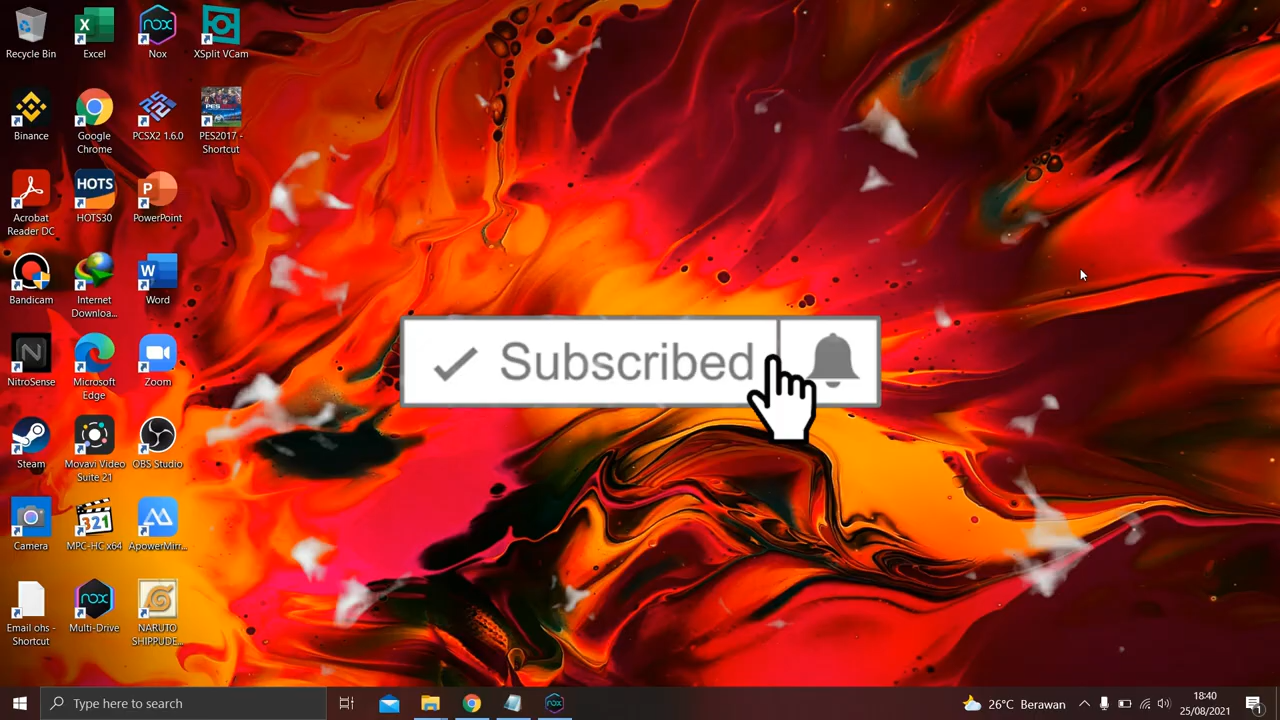 Recycle Bin
Excel
Nox
XSplit VCam
Binance
Google
Chrome
PCSX2 1.6.0
PES2017 -
Shortcut
Acrobat
Reader DC
HOTS
HOTS30
PowerPoint
Bandicam
Internet
Downloa...
Word
NitroSense
Microsoft
Edge
Zoom
Steam
Movavi Video
Suite 21
OBS Studio
Camera
321
MPC-HC x64
ApowerMirr...
Email ohs -
Shortcut
nox
Multi-Drive
NARUTO
SHIPPUDE...
Subscribed
Type here to search
26°C Berawan
18:40
25/08/2021
1